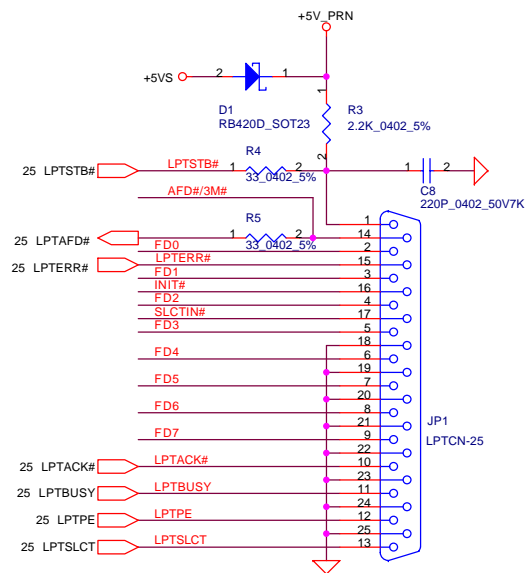 +5V_PRN
+5VS 2 1
D1
RB420D_SOT23
1
R3
2.2K_0402_5%
2
R4
25 LPTSTB# LPTSTB# 1 2
33_0402_5%
1 2
C8
220P_0402_50V7K
AFD#/3M#
R5
25 LPTAFD# 1 2
33_0402_5%
1
14
FD0 2
25 LPTERR# LPTERR# 15
FD1 3
INIT# 16
FD2 4
SLCTIN# 17
FD3 5
18
FD4 6
19
FD5 7
20
FD6 8
21
JP1
LPTCN-25
FD7 9
22
25 LPTACK# LPTACK# 10
23
25 LPTBUSY LPTBUSY 11
24
25 LPTPE LPTPE 12
25
25 LPTSLCT LPTSLCT 13